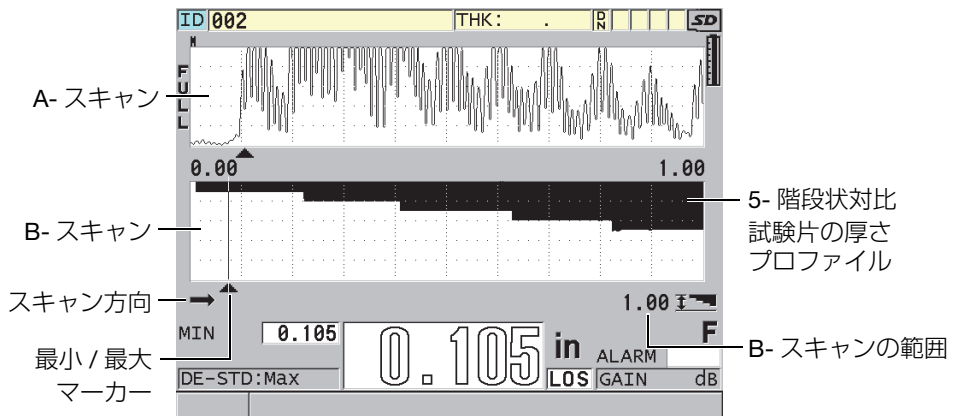 ID 002 THK: . DN SD
M
FULL
A- スキャン
0.00 1.00
B- スキャン
5- 階段状対比
試験片の厚さ
プロファイル
スキャン方向
1.00
MIN 0.105
0.105 in
F
ALARM
B- スキャンの範囲
最小 / 最大
マーカー
DE-STD:Max
LOS GAIN dB